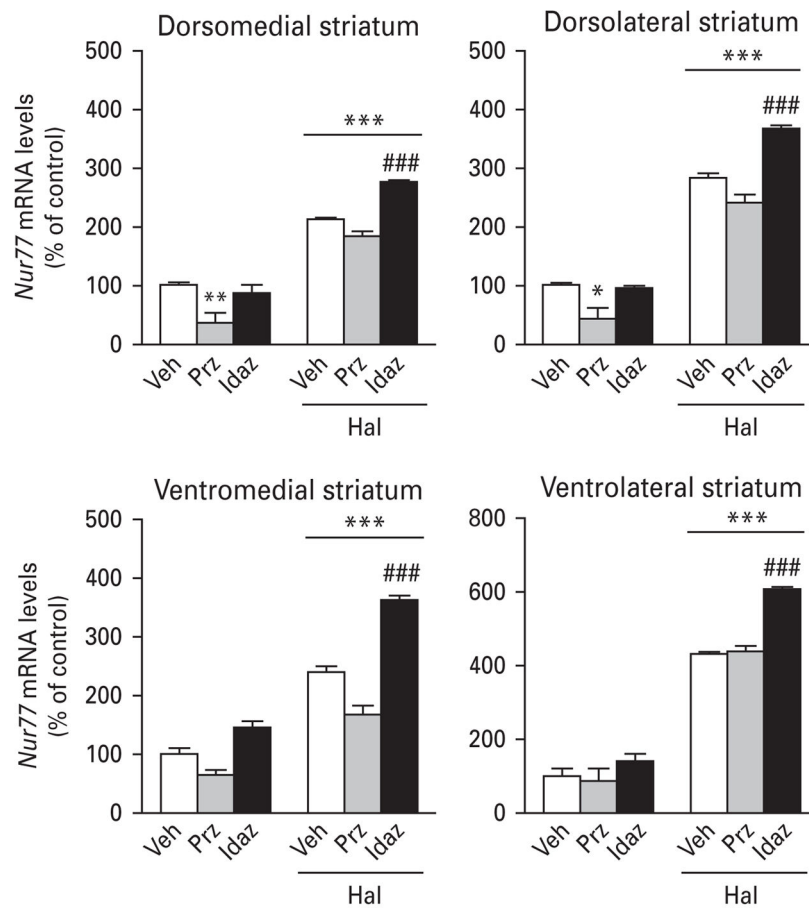 Dorsomedial striatum
Nur77 mRNA levels
(% of control)
500
400
300
200
100
0
***
###
**
Veh
Prz
Idaz
Veh
Prz
Idaz
Hal
Dorsolateral striatum
500
400
300
200
100
0
***
###
*
Veh
Prz
Idaz
Veh
Prz
Idaz
Hal
Ventromedial striatum
Nur77 mRNA levels
(% of control)
500
400
300
200
100
0
***
###
Veh
Prz
Idaz
Veh
Prz
Idaz
Hal
Ventrolateral striatum
800
600
400
200
0
***
###
Veh
Prz
Idaz
Veh
Prz
Idaz
Hal